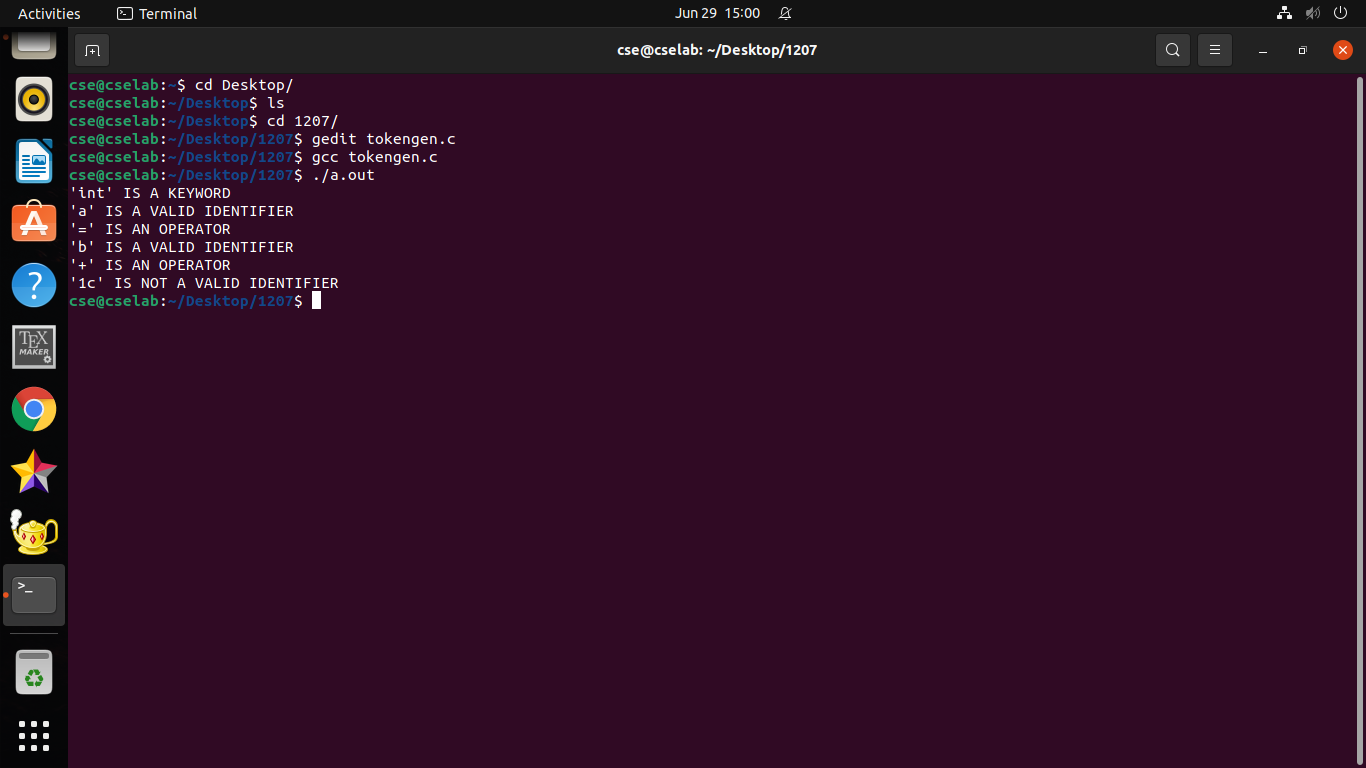 Activities Terminal Jun 29 15:00
cse@cselab: ~/Desktop/1207
cse@cselab:~$ cd Desktop/
cse@cselab:~/Desktop$ ls
cse@cselab:~/Desktop$ cd 1207/
cse@cselab:~/Desktop/1207$ gedit tokengen.c
cse@cselab:~/Desktop/1207$ gcc tokengen.c
cse@cselab:~/Desktop/1207$ ./a.out
'int' IS A KEYWORD
'a' IS A VALID IDENTIFIER
'=' IS AN OPERATOR
'b' IS A VALID IDENTIFIER
'+' IS AN OPERATOR
'1c' IS NOT A VALID IDENTIFIER
cse@cselab:~/Desktop/1207$
A
?
TEX
MAKER
>_